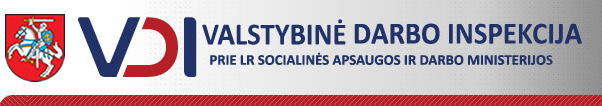 VDI
VALSTYBINĖ DARBO INSPEKCIJA
PRIE LR SOCIALINĖS APSAUGOS IR DARBO MINISTERIJOS